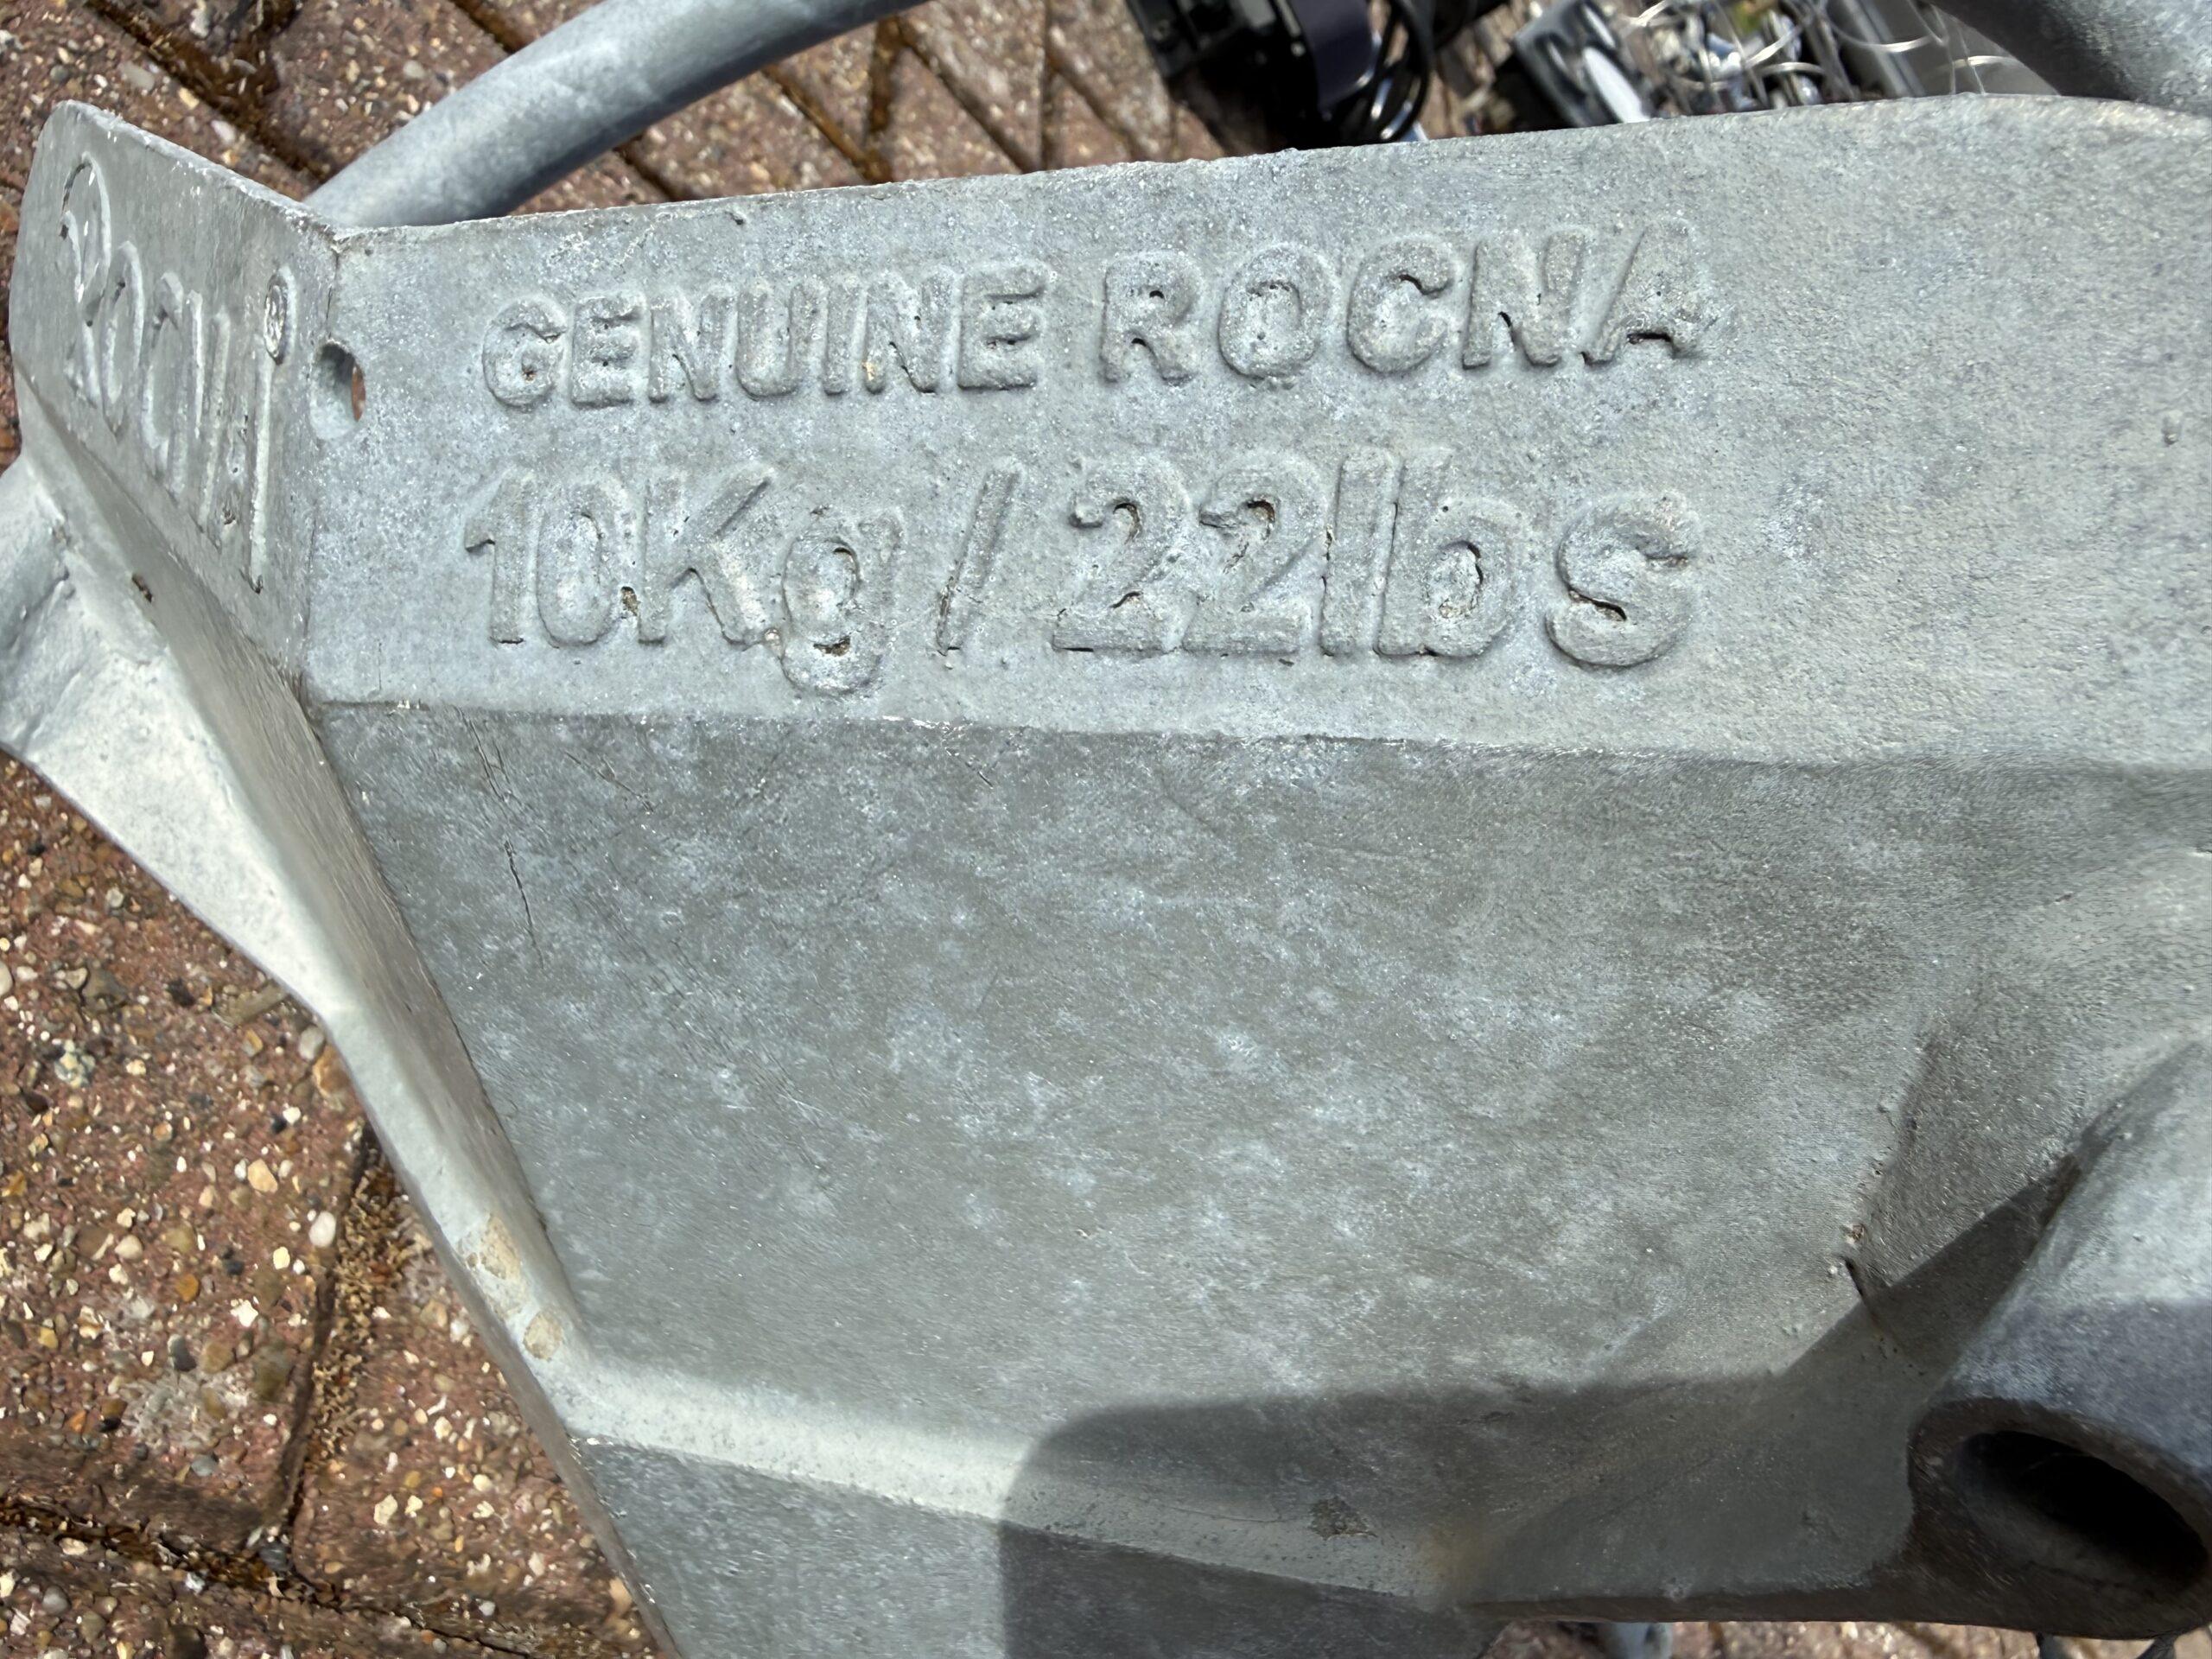 ROCNA®
GENUINE ROCNA
10Kg / 22lbs